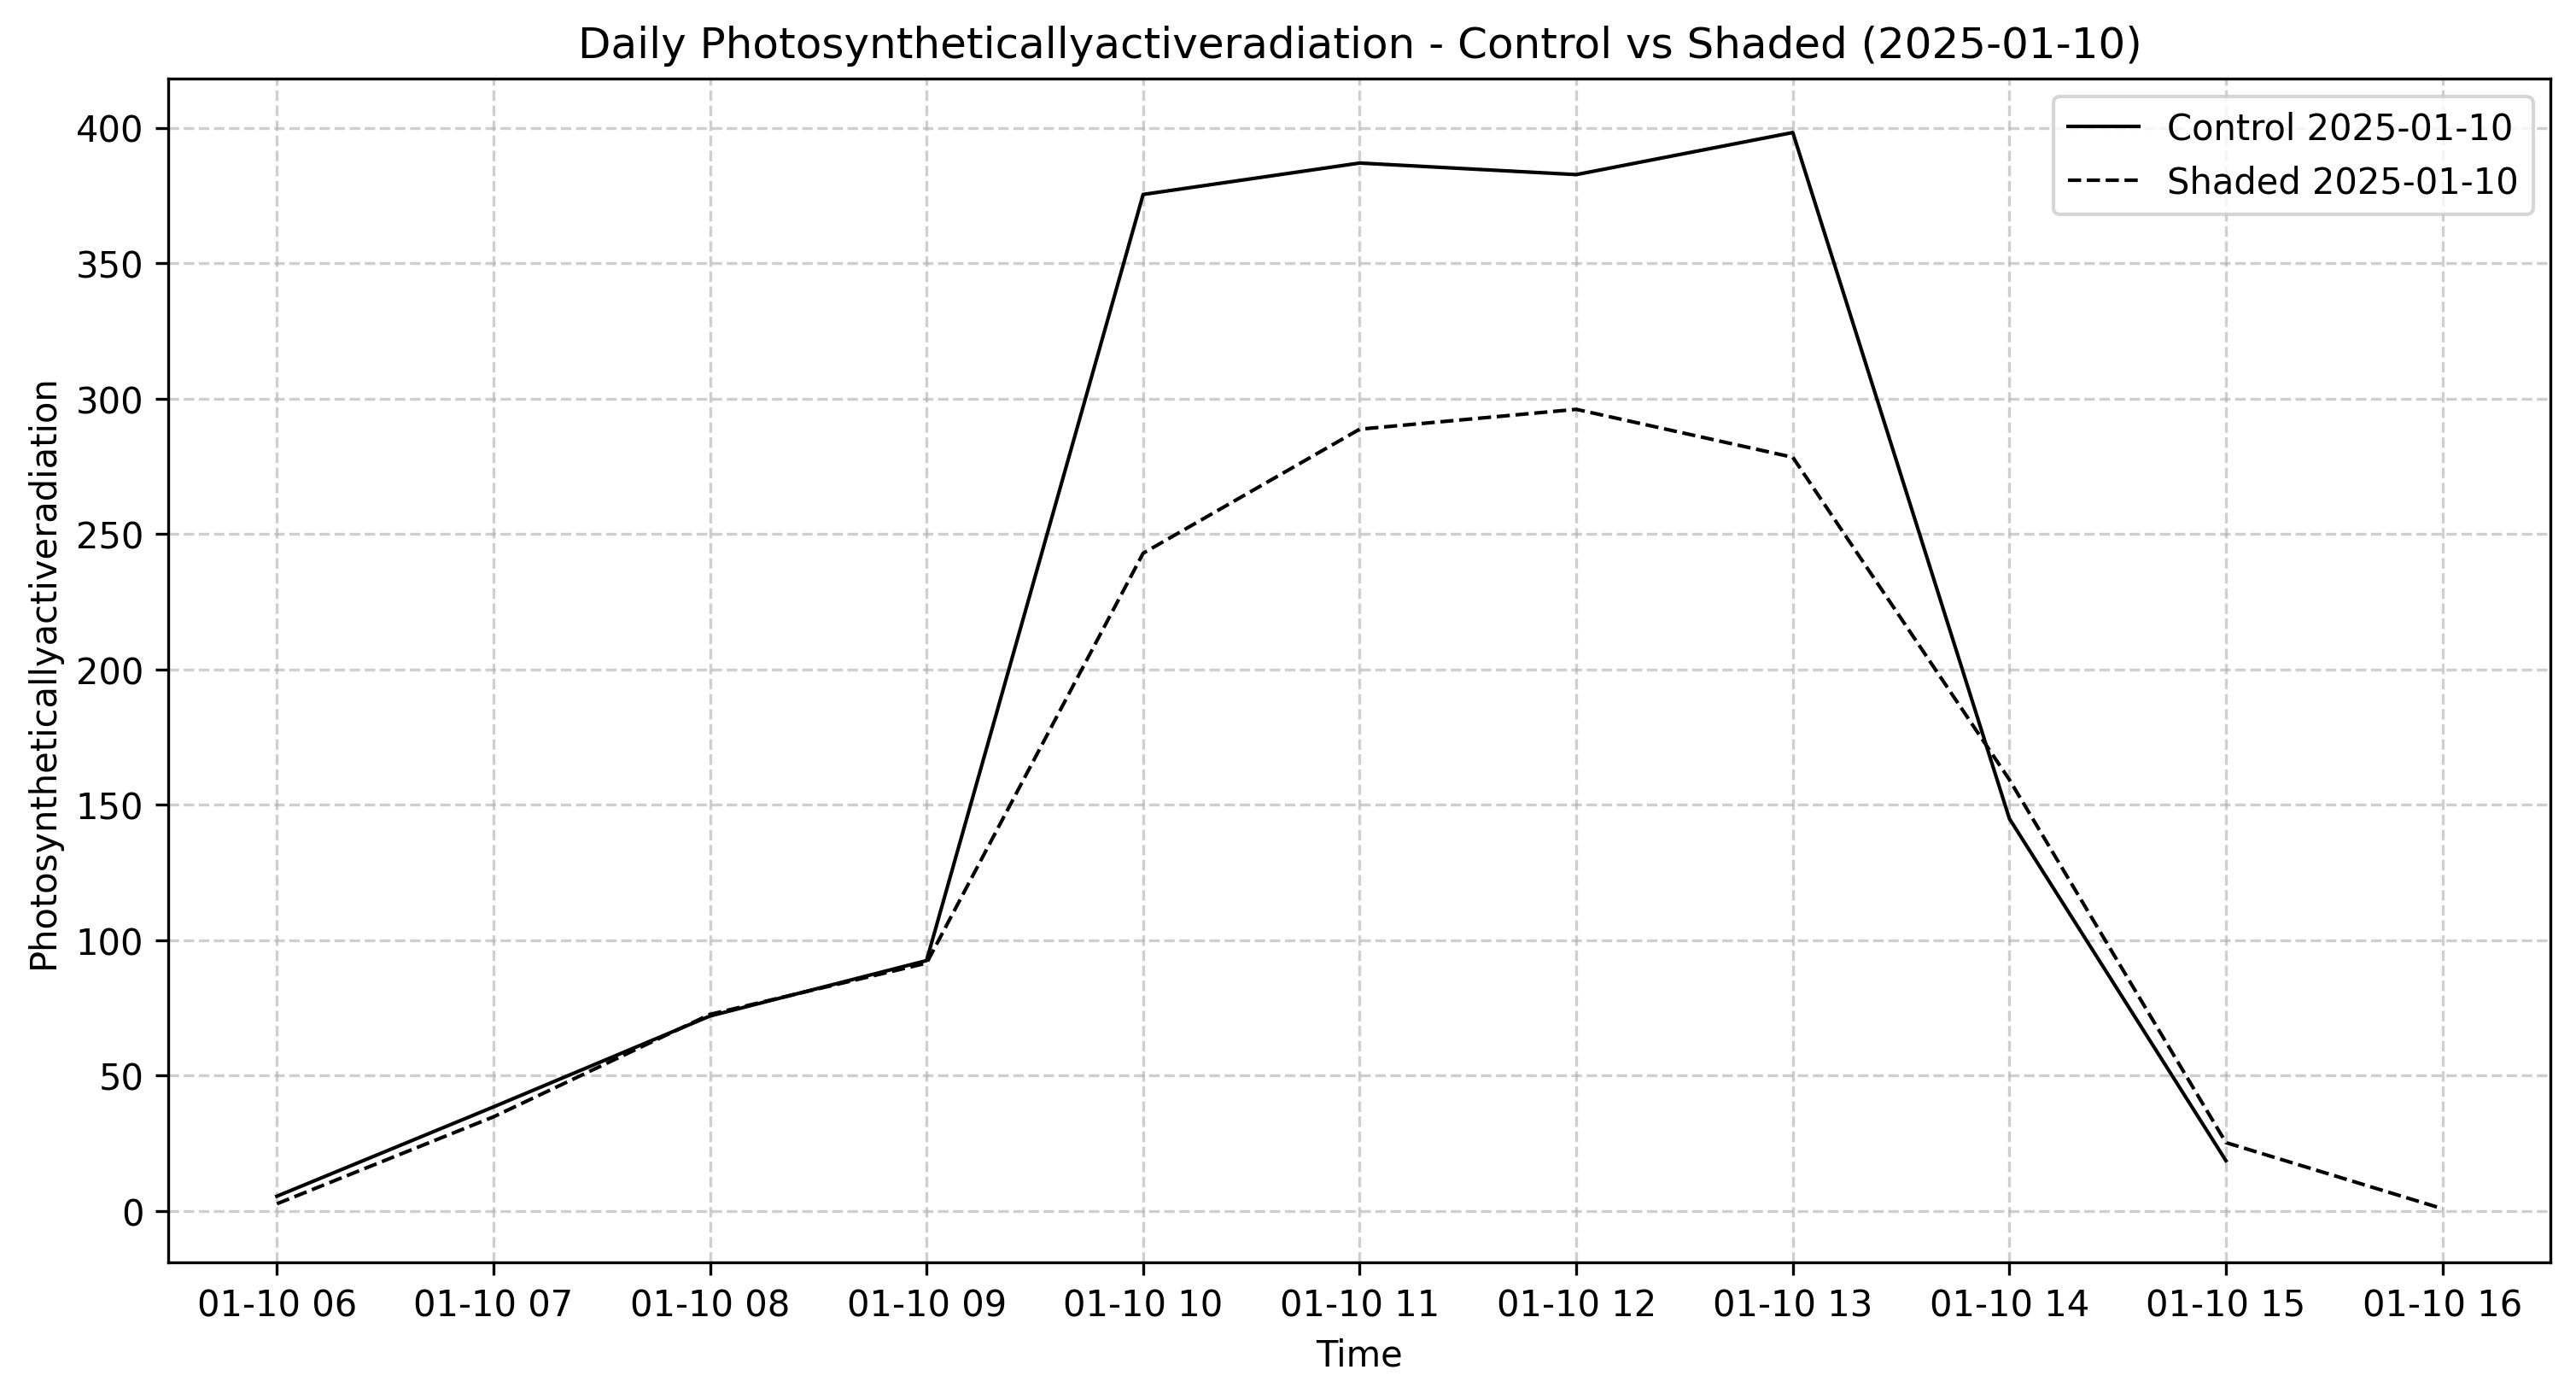 Daily Photosyntheticallyactiveradiation - Control vs Shaded (2025-01-10)
Control 2025-01-10
Shaded 2025-01-10
Photosyntheticallyactiveradiation
400
350
300
250
200
150
100
50
0
01-10 06 01-10 07 01-10 08 01-10 09 01-10 10 01-10 11 01-10 12 01-10 13 01-10 14 01-10 15 01-10 16
Time